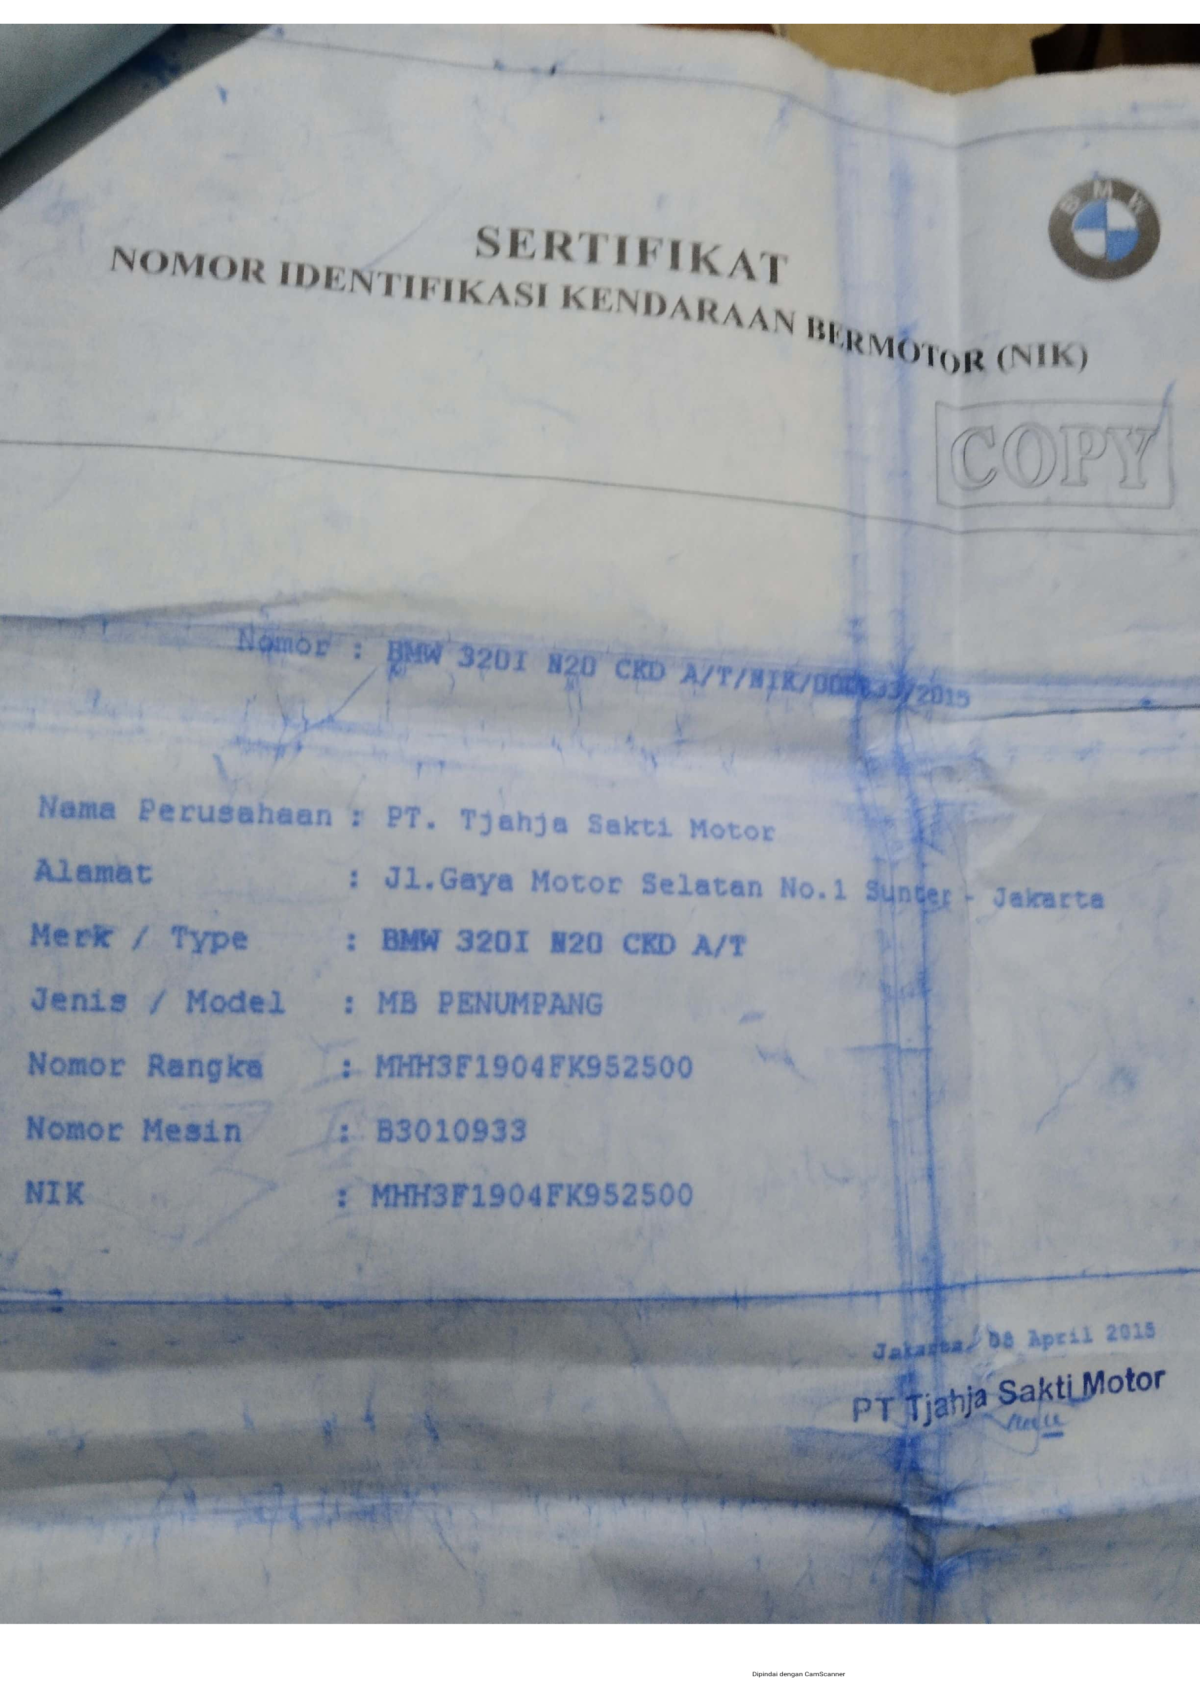 BMW
SERTIFIKAT
NOMOR IDENTIFIKASI KENDARAAN BERMOTOR (NIK)
COPY
Nomor : BMW 320I N20 CKD A/T/NIK/
Nama Perusahaan : PT. Tjahja Sakti Motor
Alamat : Jl.Gaya Motor Selatan No.1 Sunter - Jakarta
Merk / Type : BMW 320I N20 CKD A/T
Jenis / Model : MB PENUMPANG
Nomor Rangka : MHH3F1904FK952500
Nomor Mesin : B3010933
NIK : MHH3F1904FK952500
Jakarta, 08 April 2015
PT Tjahja Sakti Motor
Dipindai dengan CamScanner